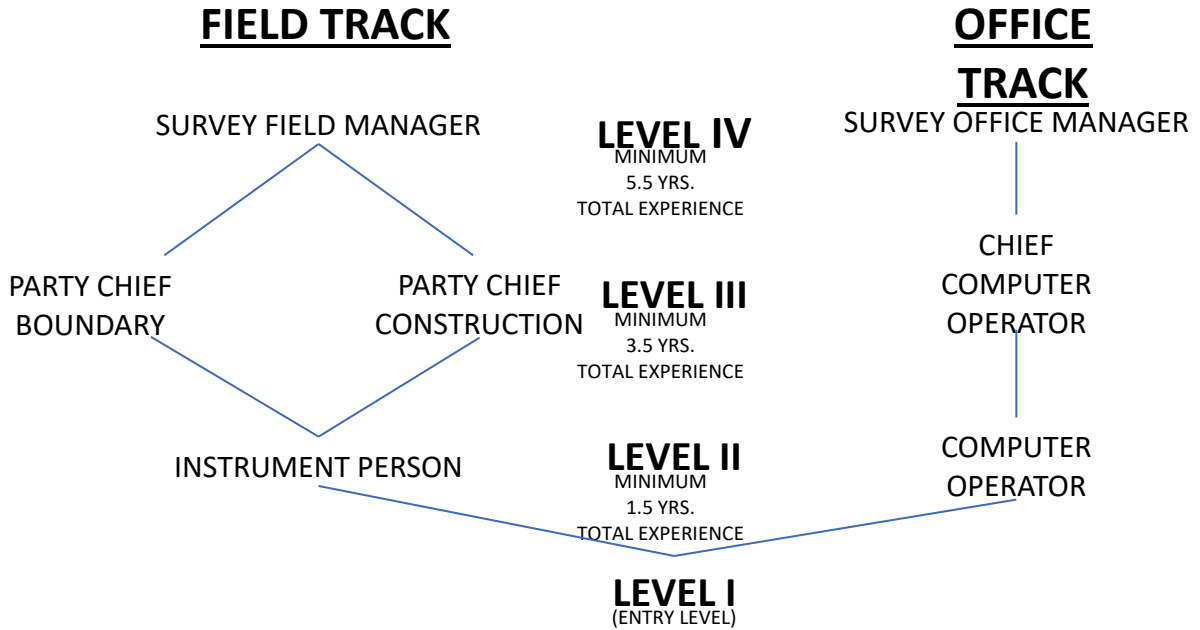 FIELD TRACK
OFFICE
TRACK
SURVEY FIELD MANAGER
LEVEL IV
MINIMUM
5.5 YRS.
TOTAL EXPERIENCE
SURVEY OFFICE MANAGER
PARTY CHIEF
BOUNDARY
PARTY CHIEF
CONSTRUCTION
LEVEL III
MINIMUM
3.5 YRS.
TOTAL EXPERIENCE
CHIEF
COMPUTER
OPERATOR
INSTRUMENT PERSON
LEVEL II
MINIMUM
1.5 YRS.
TOTAL EXPERIENCE
COMPUTER
OPERATOR
LEVEL I
(ENTRY LEVEL)